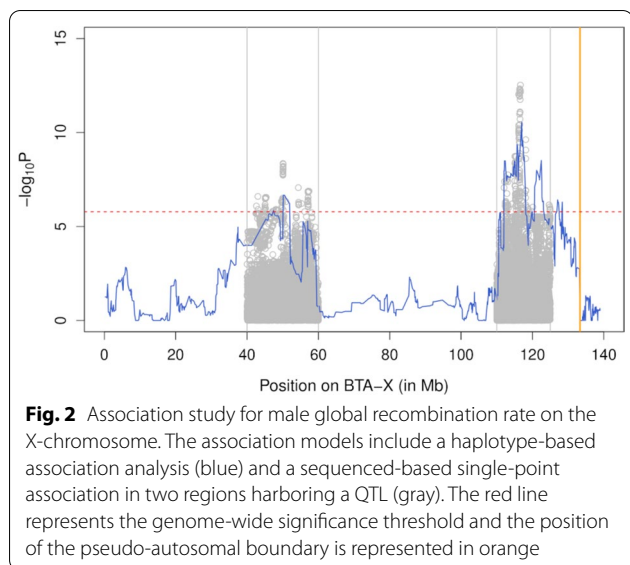 15
10
5
0
−log10P
0 20 40 60 80 100 120 140
Position on BTA−X (in Mb)
Fig. 2 Association study for male global recombination rate on the
X-chromosome. The association models include a haplotype-based
association analysis (blue) and a sequenced-based single-point
association in two regions harboring a QTL (gray). The red line
represents the genome-wide significance threshold and the position
of the pseudo-autosomal boundary is represented in orange